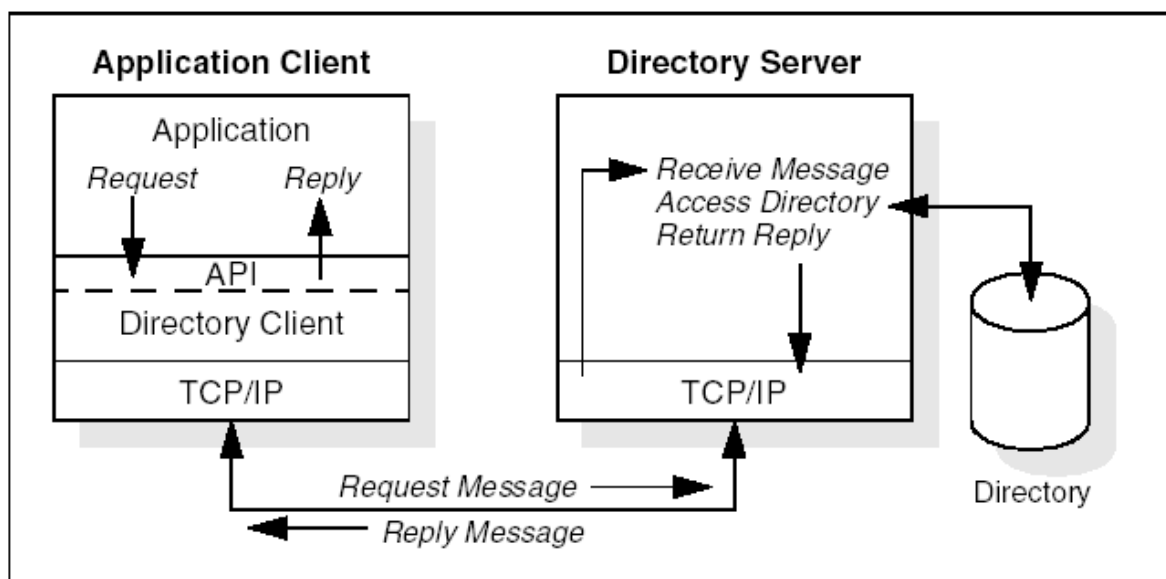 Application Client
Application
Request
Reply
API
Directory Client
TCP/IP
Directory Server
Receive Message
Access Directory
Return Reply
TCP/IP
Directory
Request Message
Reply Message